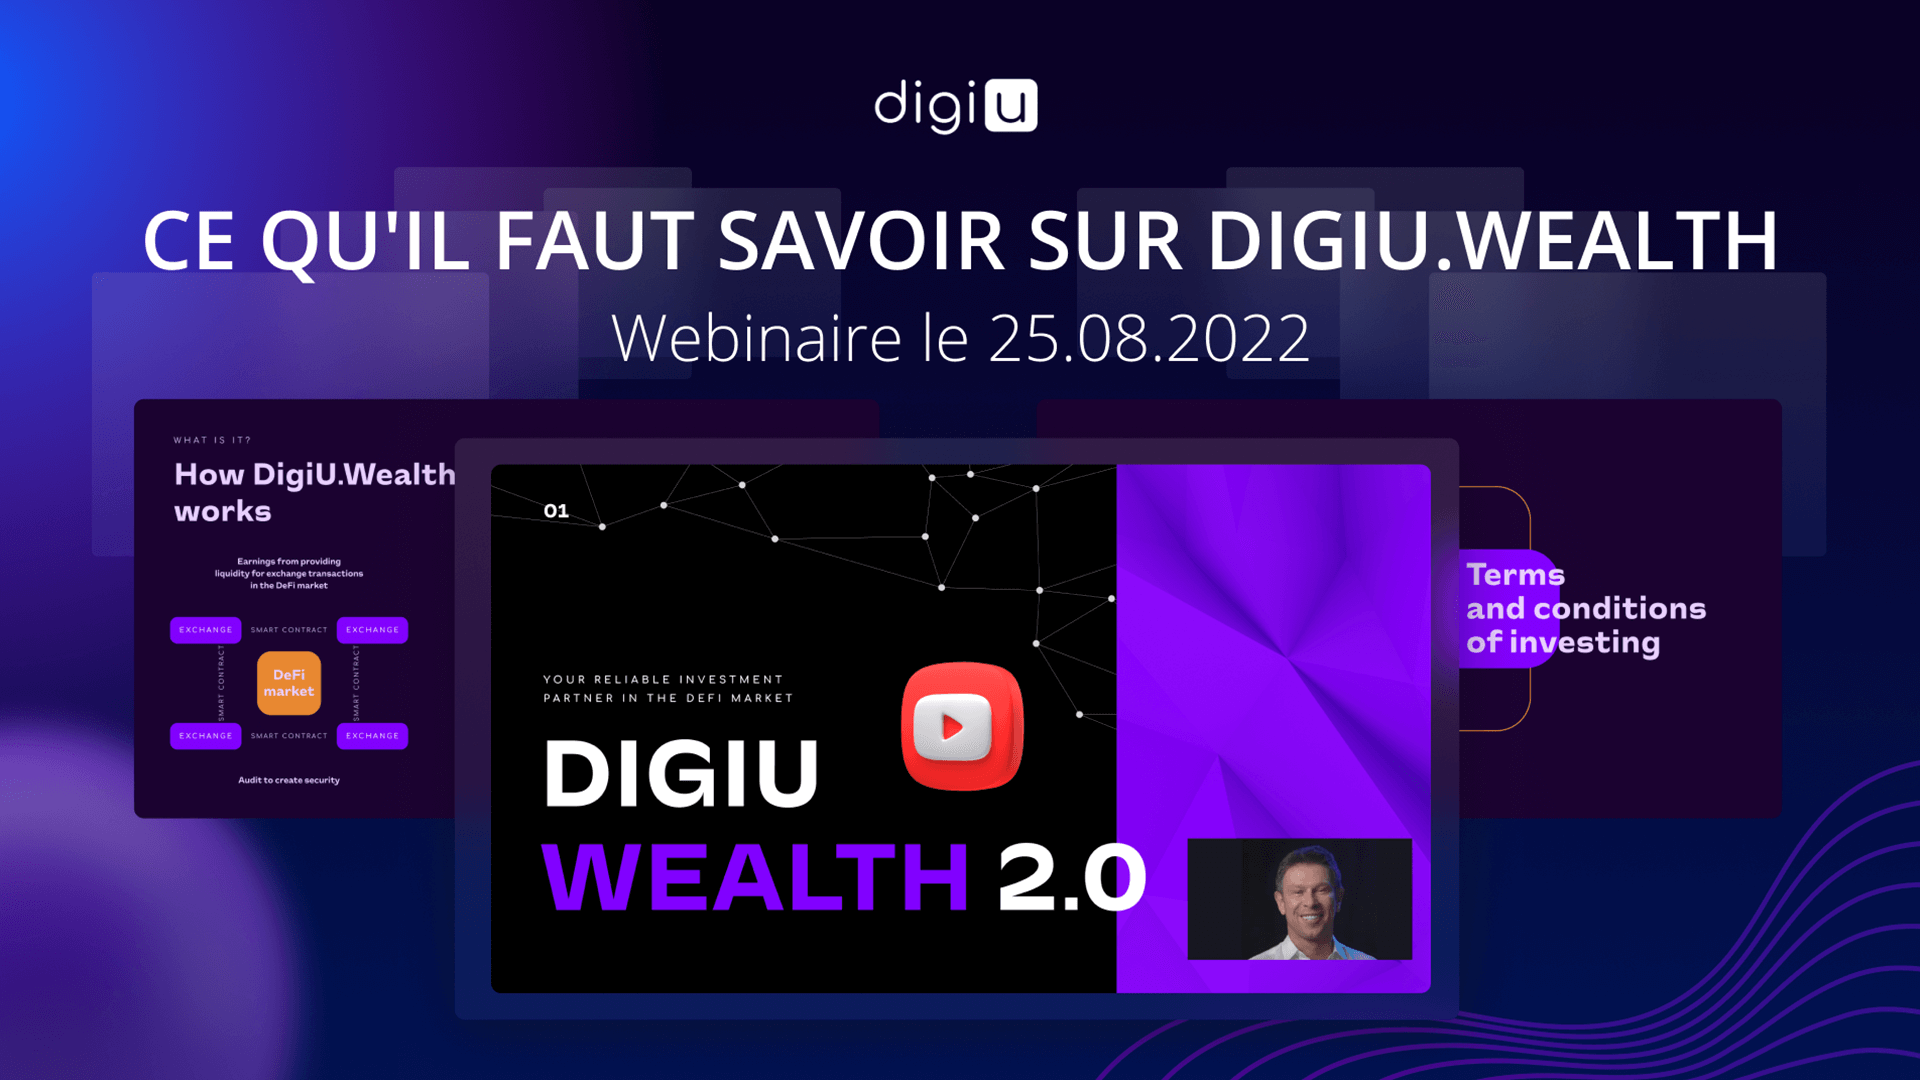 digiu
CE QU'IL FAUT SAVOIR SUR DIGIU.WEALTH
Webinaire le 25.08.2022
WHAT IS IT?
How DigiU.Wealth
works
Earnings from providing
liquidity for exchange transactions
in the DeFi market
EXCHANGE SMART CONTRACT EXCHANGE
SMART CONTRACT
DeFi
market
SMART CONTRACT
EXCHANGE SMART CONTRACT EXCHANGE
Audit to create security
01
YOUR RELIABLE INVESTMENT
PARTNER IN THE DEFI MARKET
DIGIU
WEALTH 2.0
Terms
and conditions
of investing